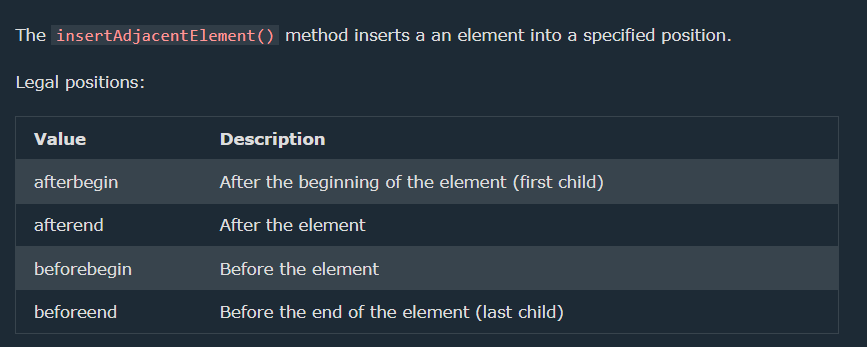 The insertAdjacentElement() method inserts a an element into a specified position.
Legal positions:
Value Description
afterbegin After the beginning of the element (first child)
afterend After the element
beforebegin Before the element
beforeend Before the end of the element (last child)